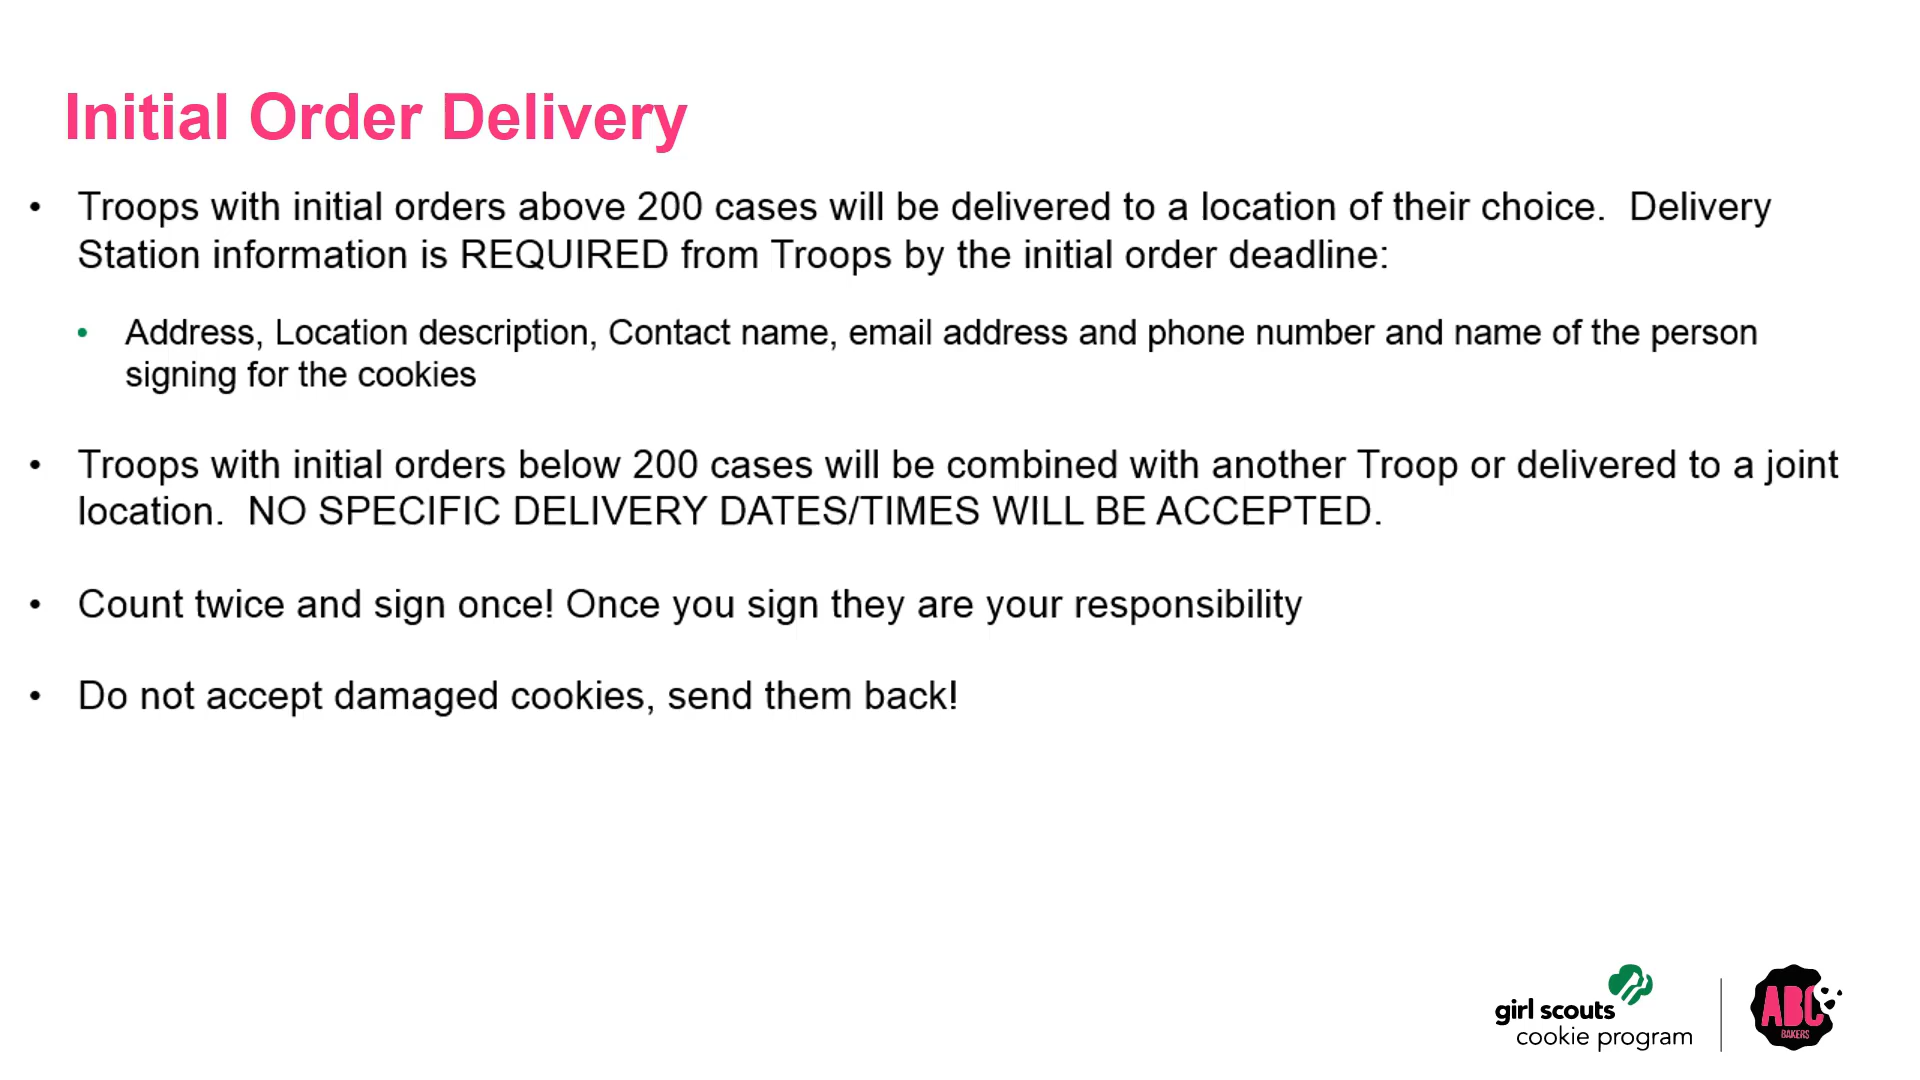 Initial Order Delivery
• Troops with initial orders above 200 cases will be delivered to a location of their choice.  Delivery
Station information is REQUIRED from Troops by the initial order deadline:
• Address, Location description, Contact name, email address and phone number and name of the person
signing for the cookies
• Troops with initial orders below 200 cases will be combined with another Troop or delivered to a joint
location.  NO SPECIFIC DELIVERY DATES/TIMES WILL BE ACCEPTED.
• Count twice and sign once! Once you sign they are your responsibility
• Do not accept damaged cookies, send them back!
girl scouts
cookie program
ABC
BAKERS